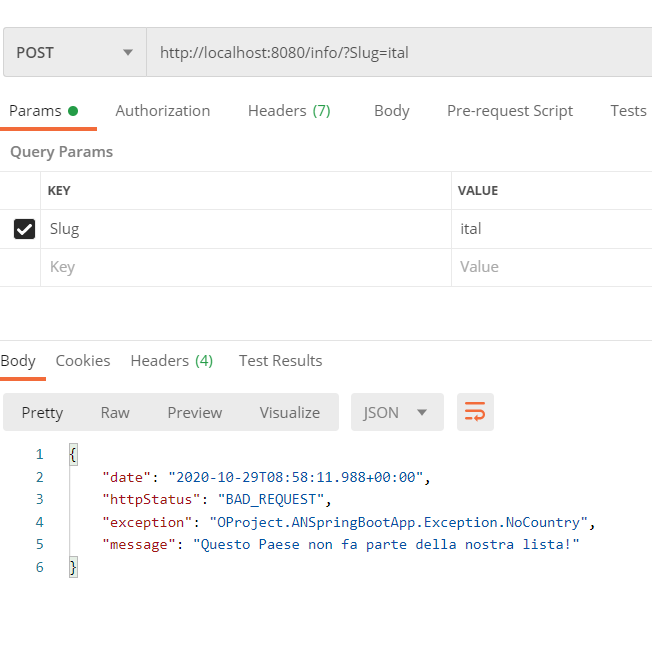 POST http://localhost:8080/info/?Slug=ital
Params Authorization Headers (7) Body Pre-request Script Tests
Query Params
KEY VALUE
Slug ital
Key Value
Body Cookies Headers (4) Test Results
Pretty Raw Preview Visualize JSON
1 {
2 "date": "2020-10-29T08:58:11.988+00:00",
3 "httpStatus": "BAD_REQUEST",
4 "exception": "OProject.ANSpringBootApp.Exception.NoCountry",
5 "message": "Questo Paese non fa parte della nostra lista!"
6 }